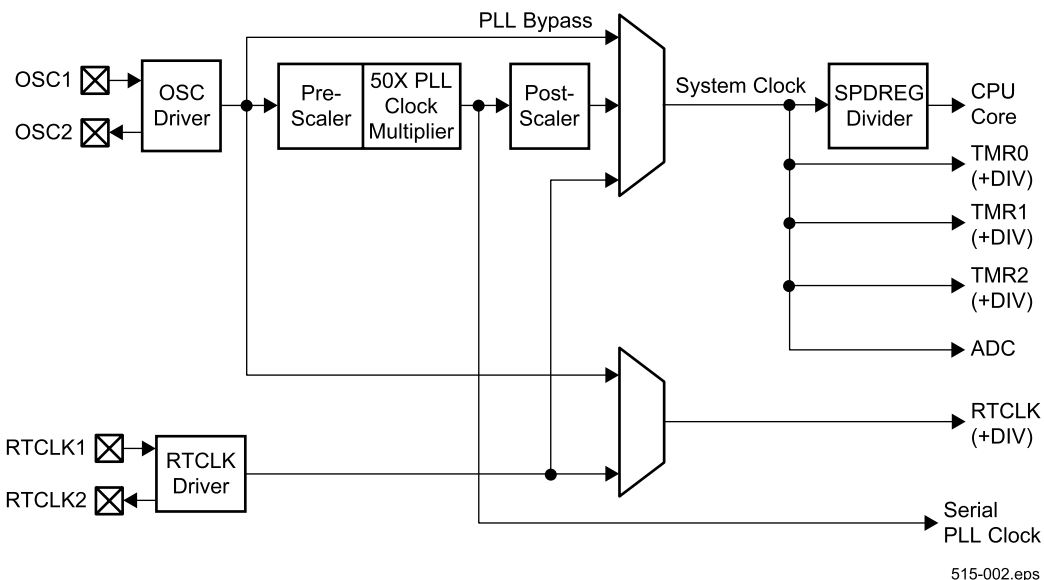 PLL Bypass
OSC1
OSC2
OSC
Driver
Pre-
Scaler
50X PLL
Clock
Multiplier
Post-
Scaler
System Clock
SPDREG
Divider
CPU
Core
TMR0
(+DIV)
TMR1
(+DIV)
TMR2
(+DIV)
ADC
RTCLK
(+DIV)
RTCLK1
RTCLK2
RTCLK
Driver
Serial
PLL Clock
515-002.eps